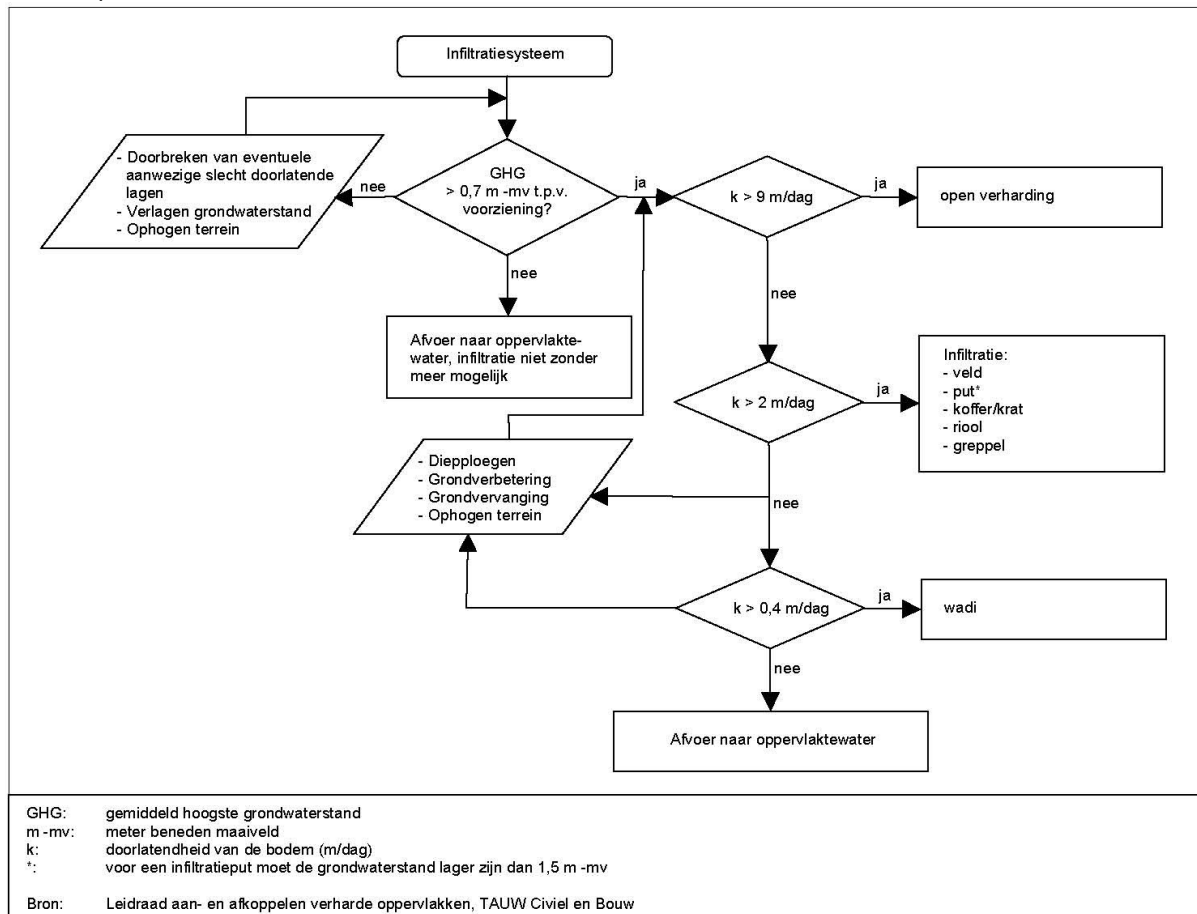 Infiltratiesysteem
- Doorbreken van eventuele
aanwezige slecht doorlatende
lagen
- Verlagen grondwaterstand
- Ophogen terrein
nee
GHG
> 0,7 m -mv t.p.v.
voorziening?
ja
k > 9 m/dag
ja
open verharding
nee
nee
Afvoer naar oppervlakte-
water, infiltratie niet zonder
meer mogelijk
k > 2 m/dag
ja
Infiltratie:
- veld
- put*
- koffer/krat
- riool
- greppel
- Diepploegen
- Grondverbetering
- Grondvervanging
- Ophogen terrein
nee
k > 0,4 m/dag
ja
wadi
nee
Afvoer naar oppervlaktewater
GHG: gemiddeld hoogste grondwaterstand
m -mv: meter beneden maaiveld
k: doorlatendheid van de bodem (m/dag)
*: voor een infiltratieput moet de grondwaterstand lager zijn dan 1,5 m -mv
Bron: Leidraad aan- en afkoppelen verharde oppervlakken, TAUW Civiel en Bouw